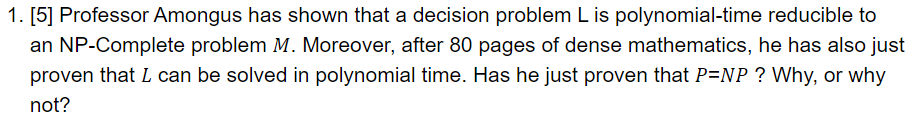 1. [5] Professor Amongus has shown that a decision problem L is polynomial-time reducible to
an NP-Complete problem M. Moreover, after 80 pages of dense mathematics, he has also just
proven that L can be solved in polynomial time. Has he just proven that P=NP ? Why, or why
not?